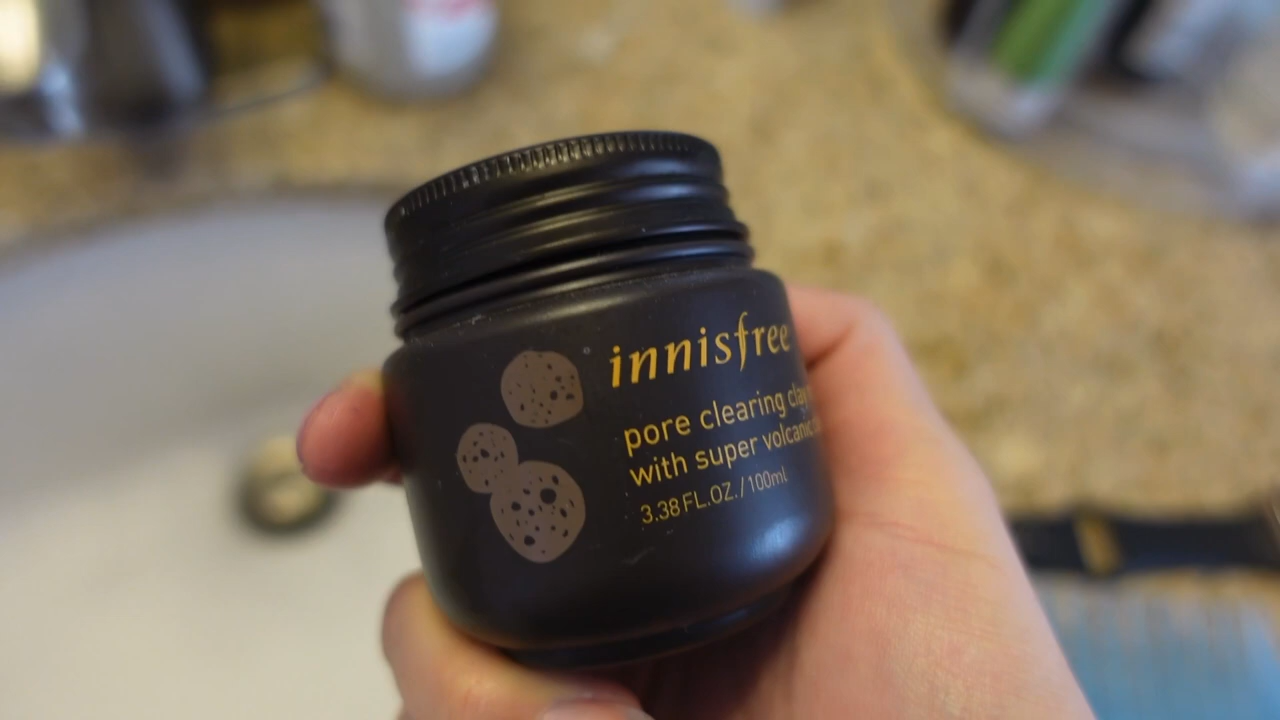 innisfree
pore clearing clay
with super volcanic
3.38 FL.OZ. / 100ml